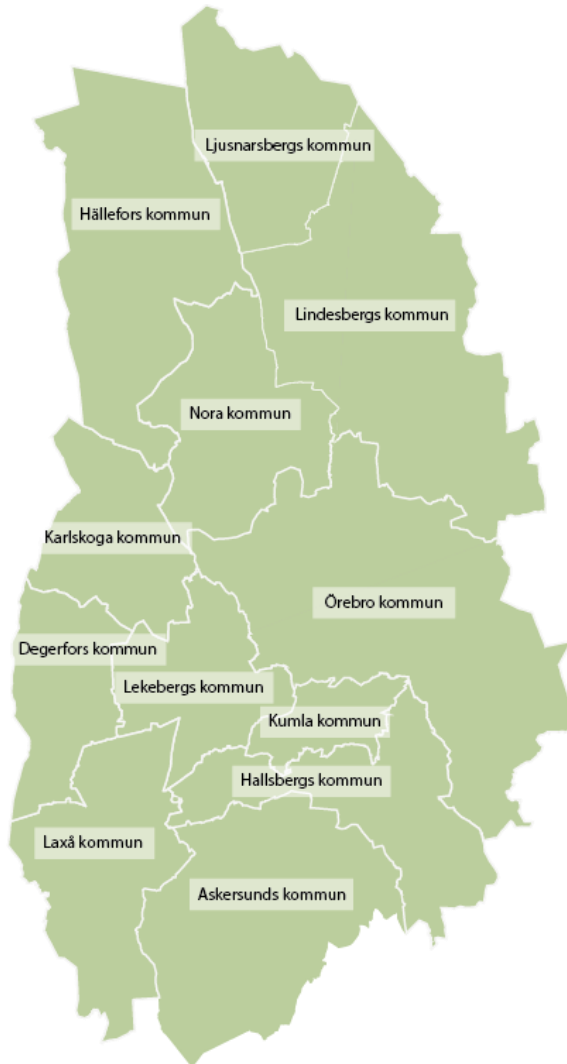 Ljusnarsbergs kommun
Hällefors kommun
Lindesbergs kommun
Nora kommun
Karlskoga kommun
Örebro kommun
Degerfors kommun
Lekebergs kommun
Kumla kommun
Hallsbergs kommun
Laxå kommun
Askersunds kommun